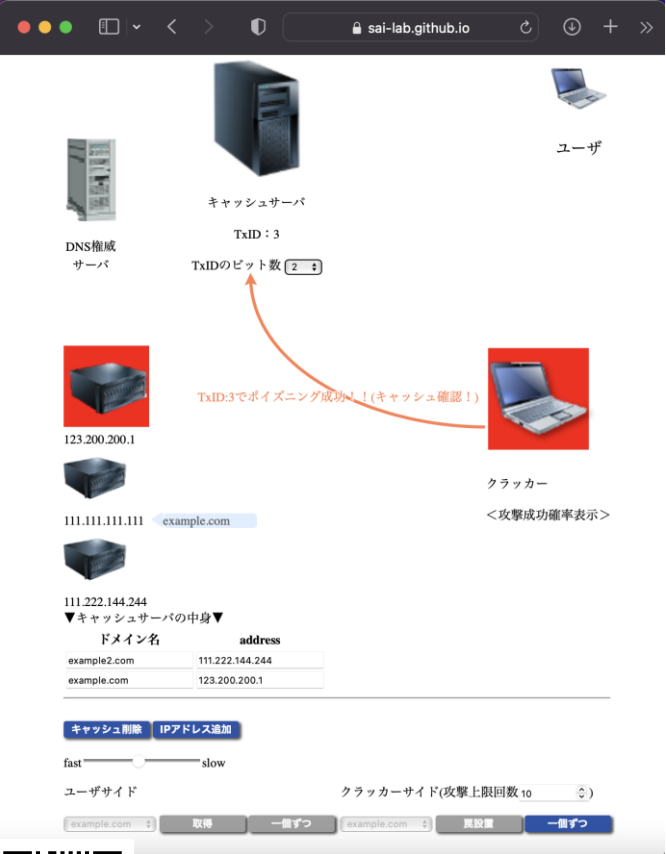 sai-lab.github.io
ユーザ
キャッシュサーバ
TxID：3
DNS権威
サーバ
TxIDのビット数 2
TxID:3でポイズニング成功！！(キャッシュ確認！)
123.200.200.1
クラッカー
＜攻撃成功確率表示＞
111.111.111.111 example.com
111.222.144.244
▼キャッシュサーバの中身▼
ドメイン名 address
example2.com 111.222.144.244
example.com 123.200.200.1
キャッシュ削除 IPアドレス追加
fast slow
ユーザサイド クラッカーサイド(攻撃上限回数 10 )
example.com 取得 一個ずつ example.com 罠設置 一個ずつ